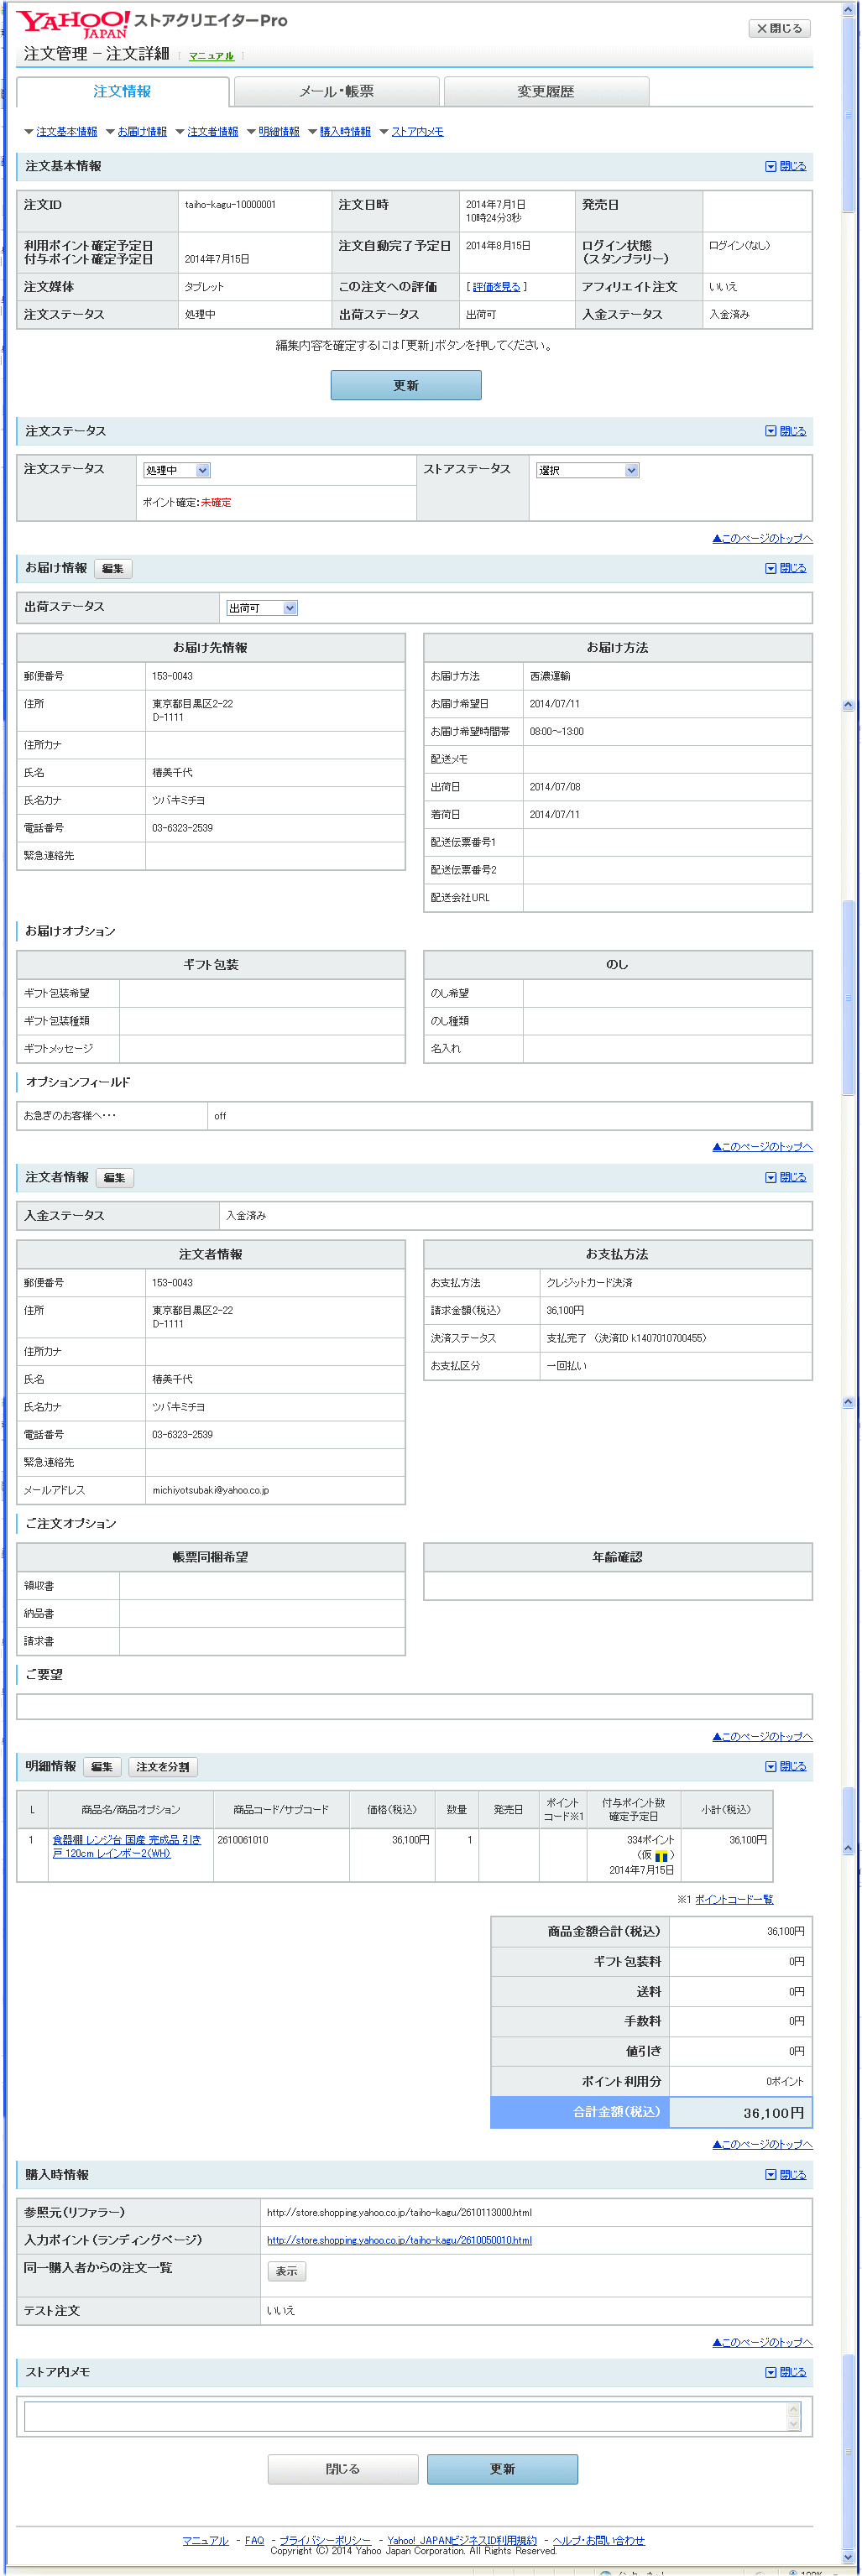 YAHOO! JAPAN ストアクリエイターPro
×閉じる
注文管理 - 注文詳細 マニュアル
注文情報 メール・帳票 変更履歴
▼注文基本情報 ▼お届け情報 ▼注文者情報 ▼明細情報 ▼購入時情報 ▼ストア内メモ
注文基本情報 閉じる
注文ID taiho-kagu-10000001 注文日時 2014年7月1日 発売日
10時24分3秒
利用ポイント確定予定日 注文自動完了予定日 2014年8月15日 ログイン状態 ログイン(なし)
付与ポイント確定予定日 2014年7月15日 (スタンプラリー)
注文媒体 タブレット この注文への評価 [ 評価を見る ] アフィリエイト注文 いいえ
注文ステータス 処理中 出荷ステータス 出荷可 入金ステータス 入金済み
編集内容を確定するには「更新」ボタンを押してください。
更新
注文ステータス 閉じる
注文ステータス 処理中 ストアステータス 選択
ポイント確定:未確定
▲このページのトップへ
お届け情報 編集 閉じる
出荷ステータス 出荷可
お届け先情報
郵便番号 153-0043
住所 東京都目黒区2-22
D-1111
住所カナ
氏名 椿美千代
氏名カナ ツバキミチヨ
電話番号 03-6323-2539
緊急連絡先
お届け方法
お届け方法 西濃運輸
お届け希望日 2014/07/11
お届け希望時間帯 08:00～13:00
配送メモ
出荷日 2014/07/08
着荷日 2014/07/11
配送伝票番号1
配送伝票番号2
配送会社URL
お届けオプション
ギフト包装
ギフト包装希望
ギフト包装種類
ギフトメッセージ
のし
のし希望
のし種類
名入れ
オプションフィールド
お急ぎのお客様へ・・・ off
▲このページのトップへ
注文者情報 編集 閉じる
入金ステータス 入金済み
注文者情報
郵便番号 153-0043
住所 東京都目黒区2-22
D-1111
住所カナ
氏名 椿美千代
氏名カナ ツバキミチヨ
電話番号 03-6323-2539
緊急連絡先
メールアドレス michiyotsubaki@yahoo.co.jp
お支払方法
お支払方法 クレジットカード決済
請求金額(税込) 36,100円
決済ステータス 支払完了 (決済ID k1407010700455)
お支払区分 一回払い
ご注文オプション
帳票同梱希望
領収書
納品書
請求書
年齢確認
ご要望
▲このページのトップへ
明細情報 編集 注文を分割 閉じる
L 商品名/商品オプション 商品コード/サブコード 価格(税込) 数量 発売日 ポイントコード※1 付与ポイント数確定予定日 小計(税込)
1 食器棚 レンジ台 国産 完成品 引き 2610061010 36,100円 1 334ポイント 36,100円
戸 120cm レインボー2(WH) (仮 )
2014年7月15日
※1 ポイントコード一覧
商品金額合計(税込) 36,100円
ギフト包装料 0円
送料 0円
手数料 0円
値引き 0円
ポイント利用分 0ポイント
合計金額(税込) 36,100円
▲このページのトップへ
購入時情報 閉じる
参照元(リファラー) http://store.shopping.yahoo.co.jp/taiho-kagu/2610113000.html
入力ポイント(ランディングページ) http://store.shopping.yahoo.co.jp/taiho-kagu/2610050010.html
同一購入者からの注文一覧 表示
テスト注文 いいえ
▲このページのトップへ
ストア内メモ 閉じる
閉じる 更新
マニュアル - FAQ - プライバシーポリシー - Yahoo! JAPANビジネスID利用規約 - ヘルプ・お問い合わせ
Copyright (C) 2014 Yahoo Japan Corporation. All Rights Reserved.